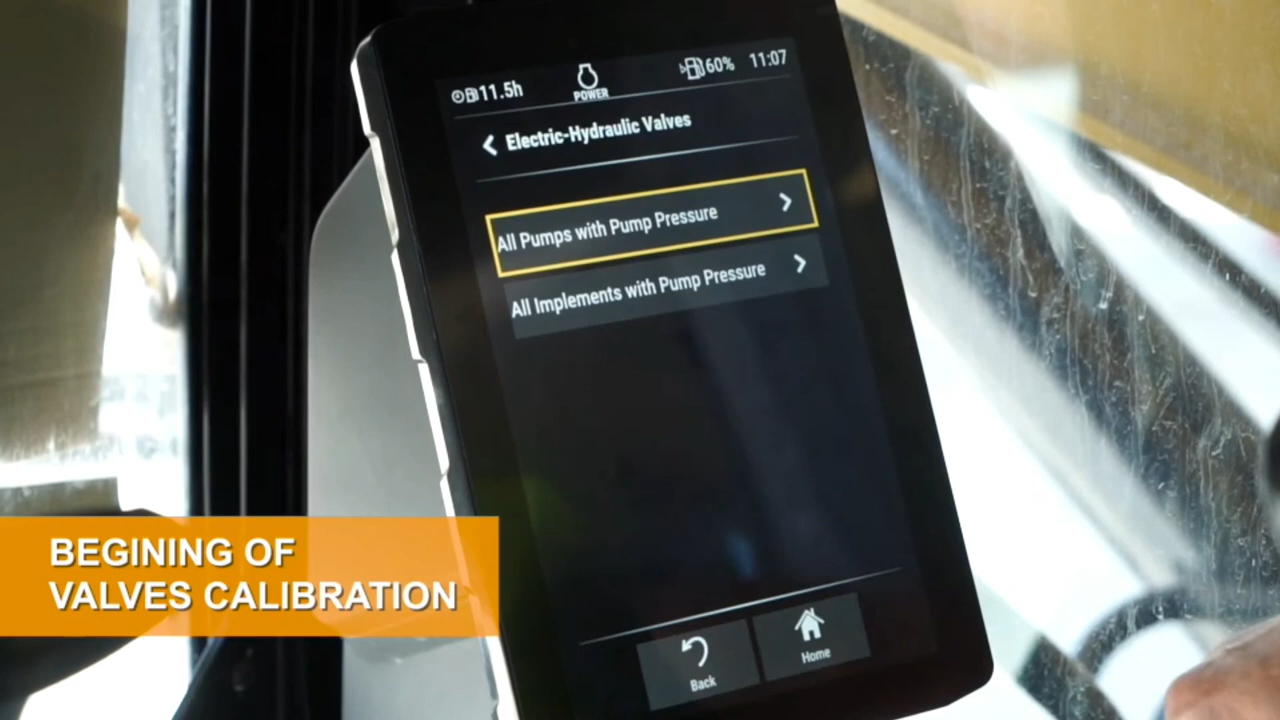 11.5h
POWER
60%
11:07
Electric-Hydraulic Valves
All Pumps with Pump Pressure
All Implements with Pump Pressure
BEGINING OF
VALVES CALIBRATION
Back
Home